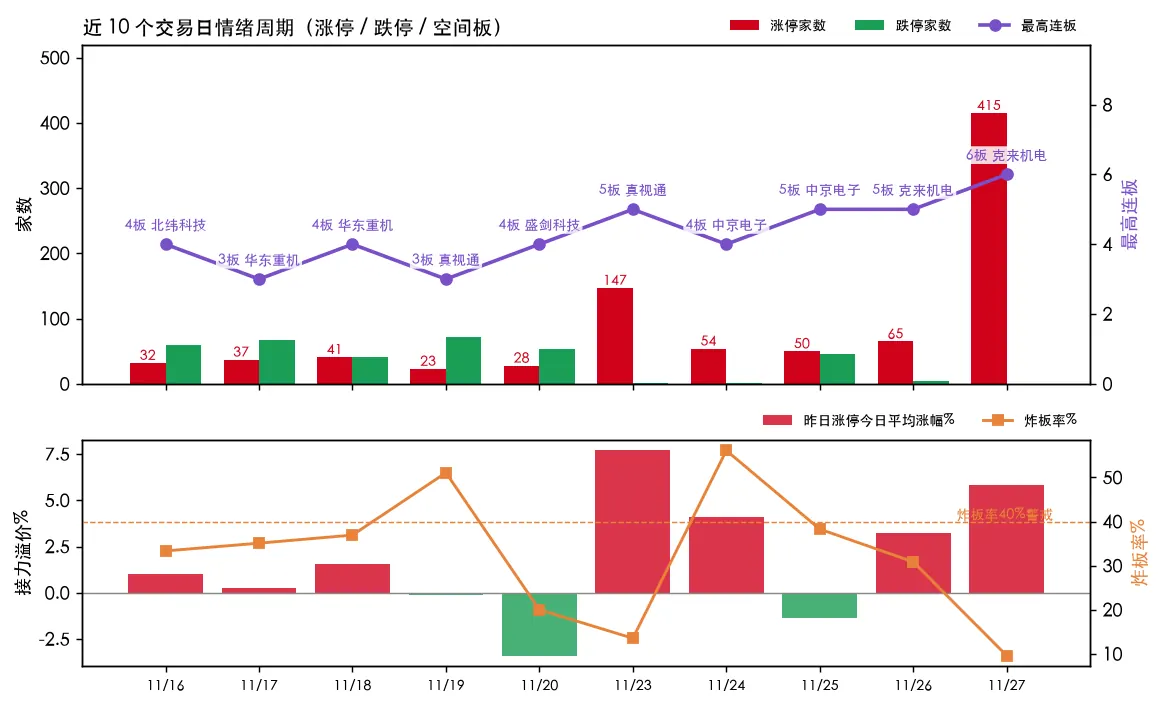 近 10 个交易日情绪周期（涨停 / 跌停 / 空间板）
涨停家数 跌停家数 最高连板
500
400
300
200
100
0
家数
8
6
4
2
0
最高连板
4板 北纬科技
3板 华东重机
4板 华东重机
3板 真视通
4板 盛剑科技
5板 真视通
4板 中京电子
5板 中京电子
5板 克来机电
6板 克来机电
32
37
41
23
28
147
54
50
65
415
昨日涨停今日平均涨幅% 炸板率%
7.5
5.0
2.5
0.0
-2.5
接力溢价%
50
40
30
20
10
炸板率%
炸板率40%警戒
11/16 11/17 11/18 11/19 11/20 11/23 11/24 11/25 11/26 11/27